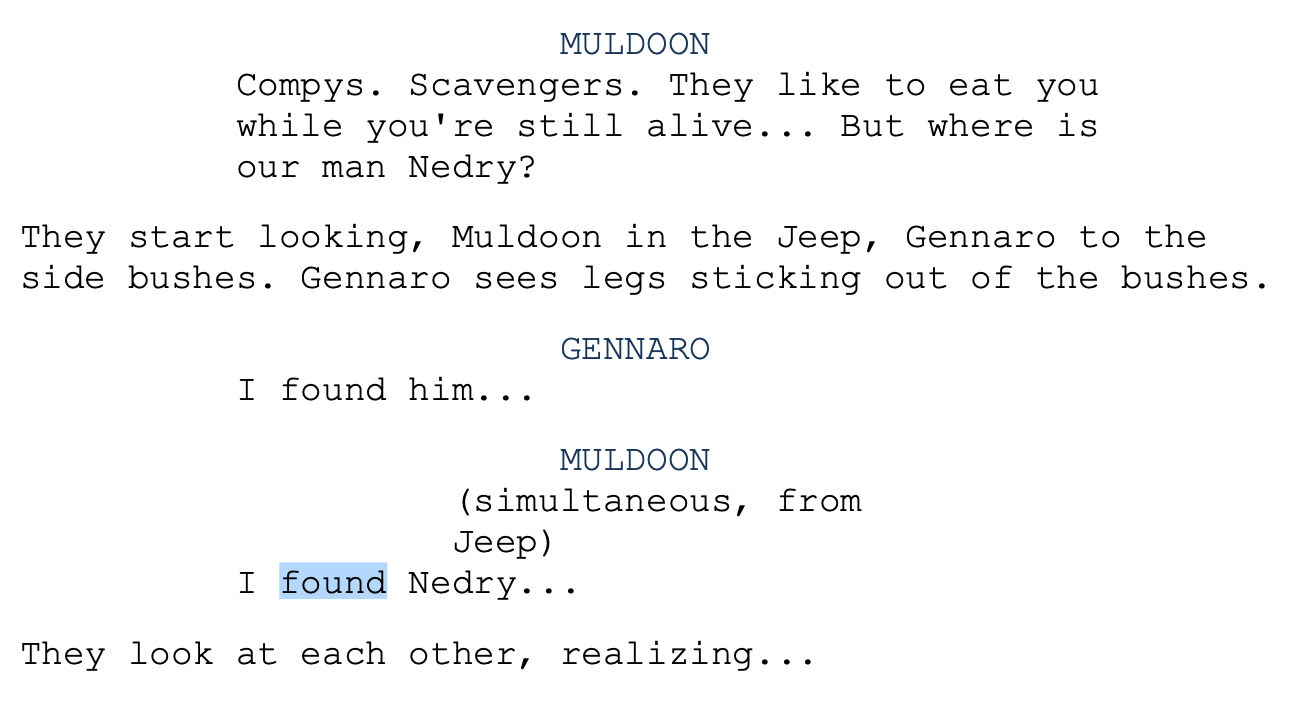 MULDOON
Compys. Scavengers. They like to eat you
while you're still alive... But where is
our man Nedry?
They start looking, Muldoon in the Jeep, Gennaro to the
side bushes. Gennaro sees legs sticking out of the bushes.
GENNARO
I found him...
MULDOON
(simultaneous, from
Jeep)
I found Nedry...
They look at each other, realizing...